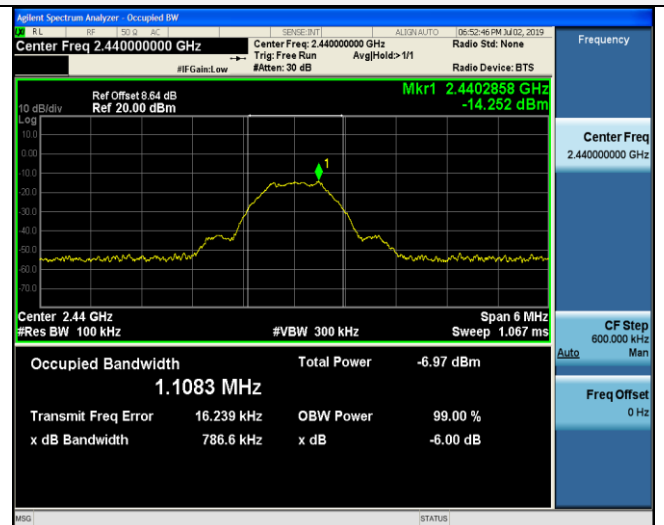 Agilent Spectrum Analyzer - Occupied BW
RL RF 50 Ω AC SENSE:INT ALIGN AUTO 06:52:46 PM Jul 02, 2019
Center Freq 2.440000000 GHz Center Freq: 2.440000000 GHz Radio Std: None Frequency
Trig: Free Run Avg|Hold:>1/1
#IFGain:Low #Atten: 30 dB Radio Device: BTS
Mkr1 2.4402858 GHz
-14.252 dBm
Ref Offset 8.64 dB
10 dB/div Ref 20.00 dBm
Log
10.0
0.00
-10.0
-20.0
-30.0
-40.0
-50.0
-60.0
-70.0
1
Center Freq
2.440000000 GHz
Center 2.44 GHz Span 6 MHz
#Res BW 100 kHz #VBW 300 kHz Sweep 1.067 ms
CF Step
600.000 kHz
Auto Man
Occupied Bandwidth Total Power -6.97 dBm
1.1083 MHz
Transmit Freq Error 16.239 kHz OBW Power 99.00 %
x dB Bandwidth 786.6 kHz x dB -6.00 dB
Freq Offset
0 Hz
MSG STATUS